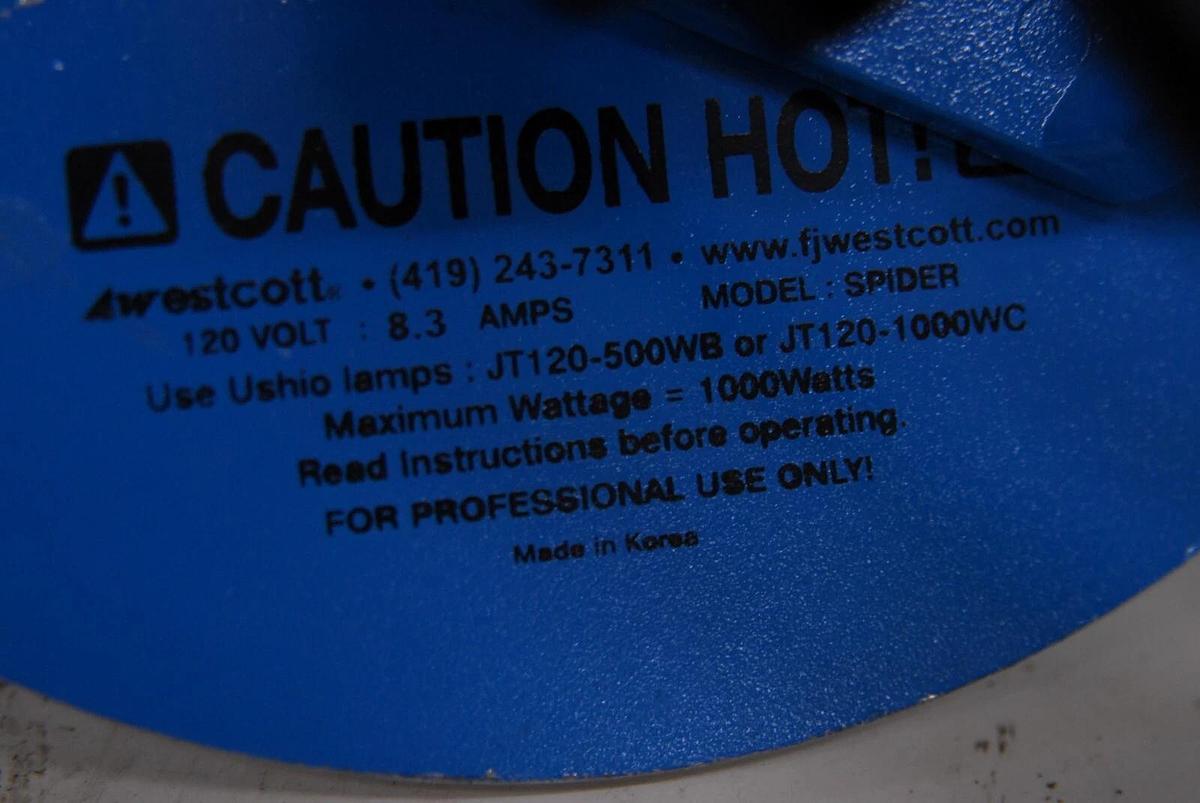 CAUTION HOT!
Westcott® • (419) 243-7311 • www.fjwestcott.com
120 VOLT : 8.3 AMPS MODEL : SPIDER
Use Ushio lamps : JT120-500WB or JT120-1000WC
Maximum Wattage = 1000Watts
Read Instructions before operating.
FOR PROFESSIONAL USE ONLY!
Made in Korea